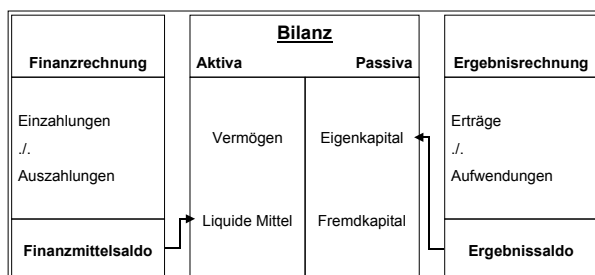 Finanzrechnung
Einzahlungen
./.
Auszahlungen
Finanzmittelsaldo
Bilanz
Aktiva Passiva
Vermögen Eigenkapital
Liquide Mittel Fremdkapital
Ergebnisrechnung
Erträge
./.
Aufwendungen
Ergebnissaldo